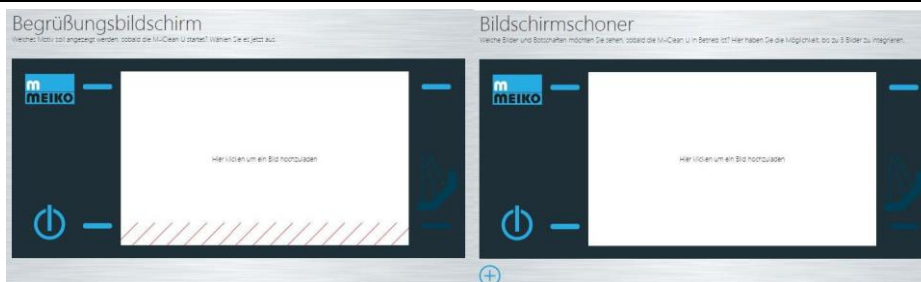 Begrüßungsbildschirm
Welches Motiv soll angezeigt werden, sobald die M-iClean U startet? Wählen Sie es jetzt aus.
m
MEIKO
Hier klicken um ein Bild hochzuladen
Bildschirmschoner
Welche Bilder und Botschaften möchten Sie sehen, sobald die M-iClean U in Betrieb ist? Hier haben Sie die Möglichkeit, bis zu 3 Bilder zu integrieren.
m
MEIKO
Hier klicken um ein Bild hochzuladen